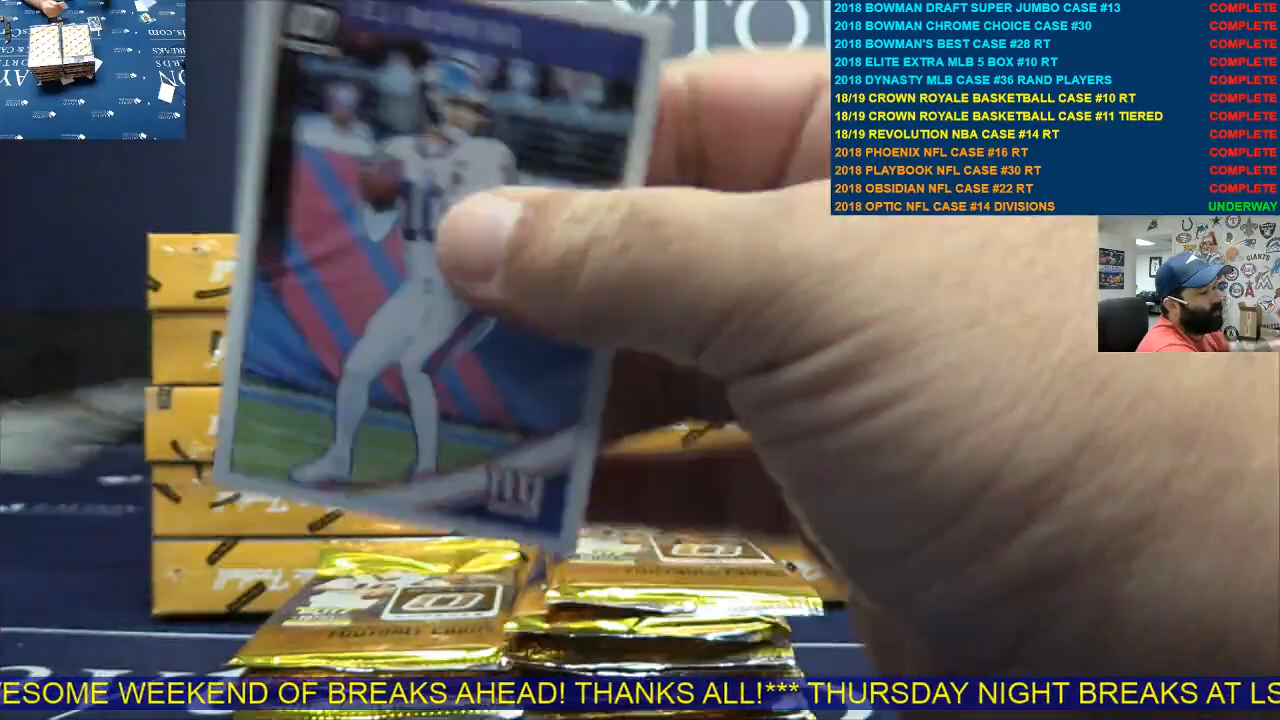 2018 BOWMAN DRAFT SUPER JUMBO CASE #13 COMPLETE
2018 BOWMAN CHROME CHOICE CASE #30 COMPLETE
2018 BOWMAN'S BEST CASE #28 RT COMPLETE
2018 ELITE EXTRA MLB 5 BOX #10 RT COMPLETE
2018 DYNASTY MLB CASE #36 RAND PLAYERS COMPLETE
18/19 CROWN ROYALE BASKETBALL CASE #10 RT COMPLETE
18/19 CROWN ROYALE BASKETBALL CASE #11 TIERED COMPLETE
18/19 REVOLUTION NBA CASE #14 RT COMPLETE
2018 PHOENIX NFL CASE #16 RT COMPLETE
2018 PLAYBOOK NFL CASE #30 RT COMPLETE
2018 OBSIDIAN NFL CASE #22 RT COMPLETE
2018 OPTIC NFL CASE #14 DIVISIONS UNDERWAY
GIANTS
ny
FOOTBALL CARDS
WESOME WEEKEND OF BREAKS AHEAD! THANKS ALL!*** THURSDAY NIGHT BREAKS AT LS